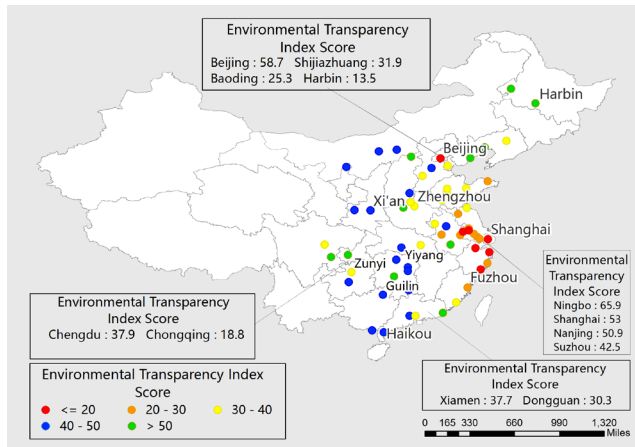 Environmental Transparency
Index Score
Beijing : 58.7 Shijiazhuang : 31.9
Baoding : 25.3 Harbin : 13.5
Harbin
Beijing
Xi'an
Zhengzhou
Shanghai
Zunyi
Yiyang
Fuzhou
Guilin
Haikou
Environmental
Transparency
Index Score
Ningbo : 65.9
Shanghai : 53
Nanjing : 50.9
Suzhou : 42.5
Environmental Transparency
Index Score
Chengdu : 37.9 Chongqing : 18.8
Environmental Transparency
Index Score
Xiamen : 37.7 Dongguan : 30.3
Environmental Transparency Index
Score
<= 20 20 - 30 30 - 40
40 - 50 > 50
0 165 330 660 990 1,320
Miles